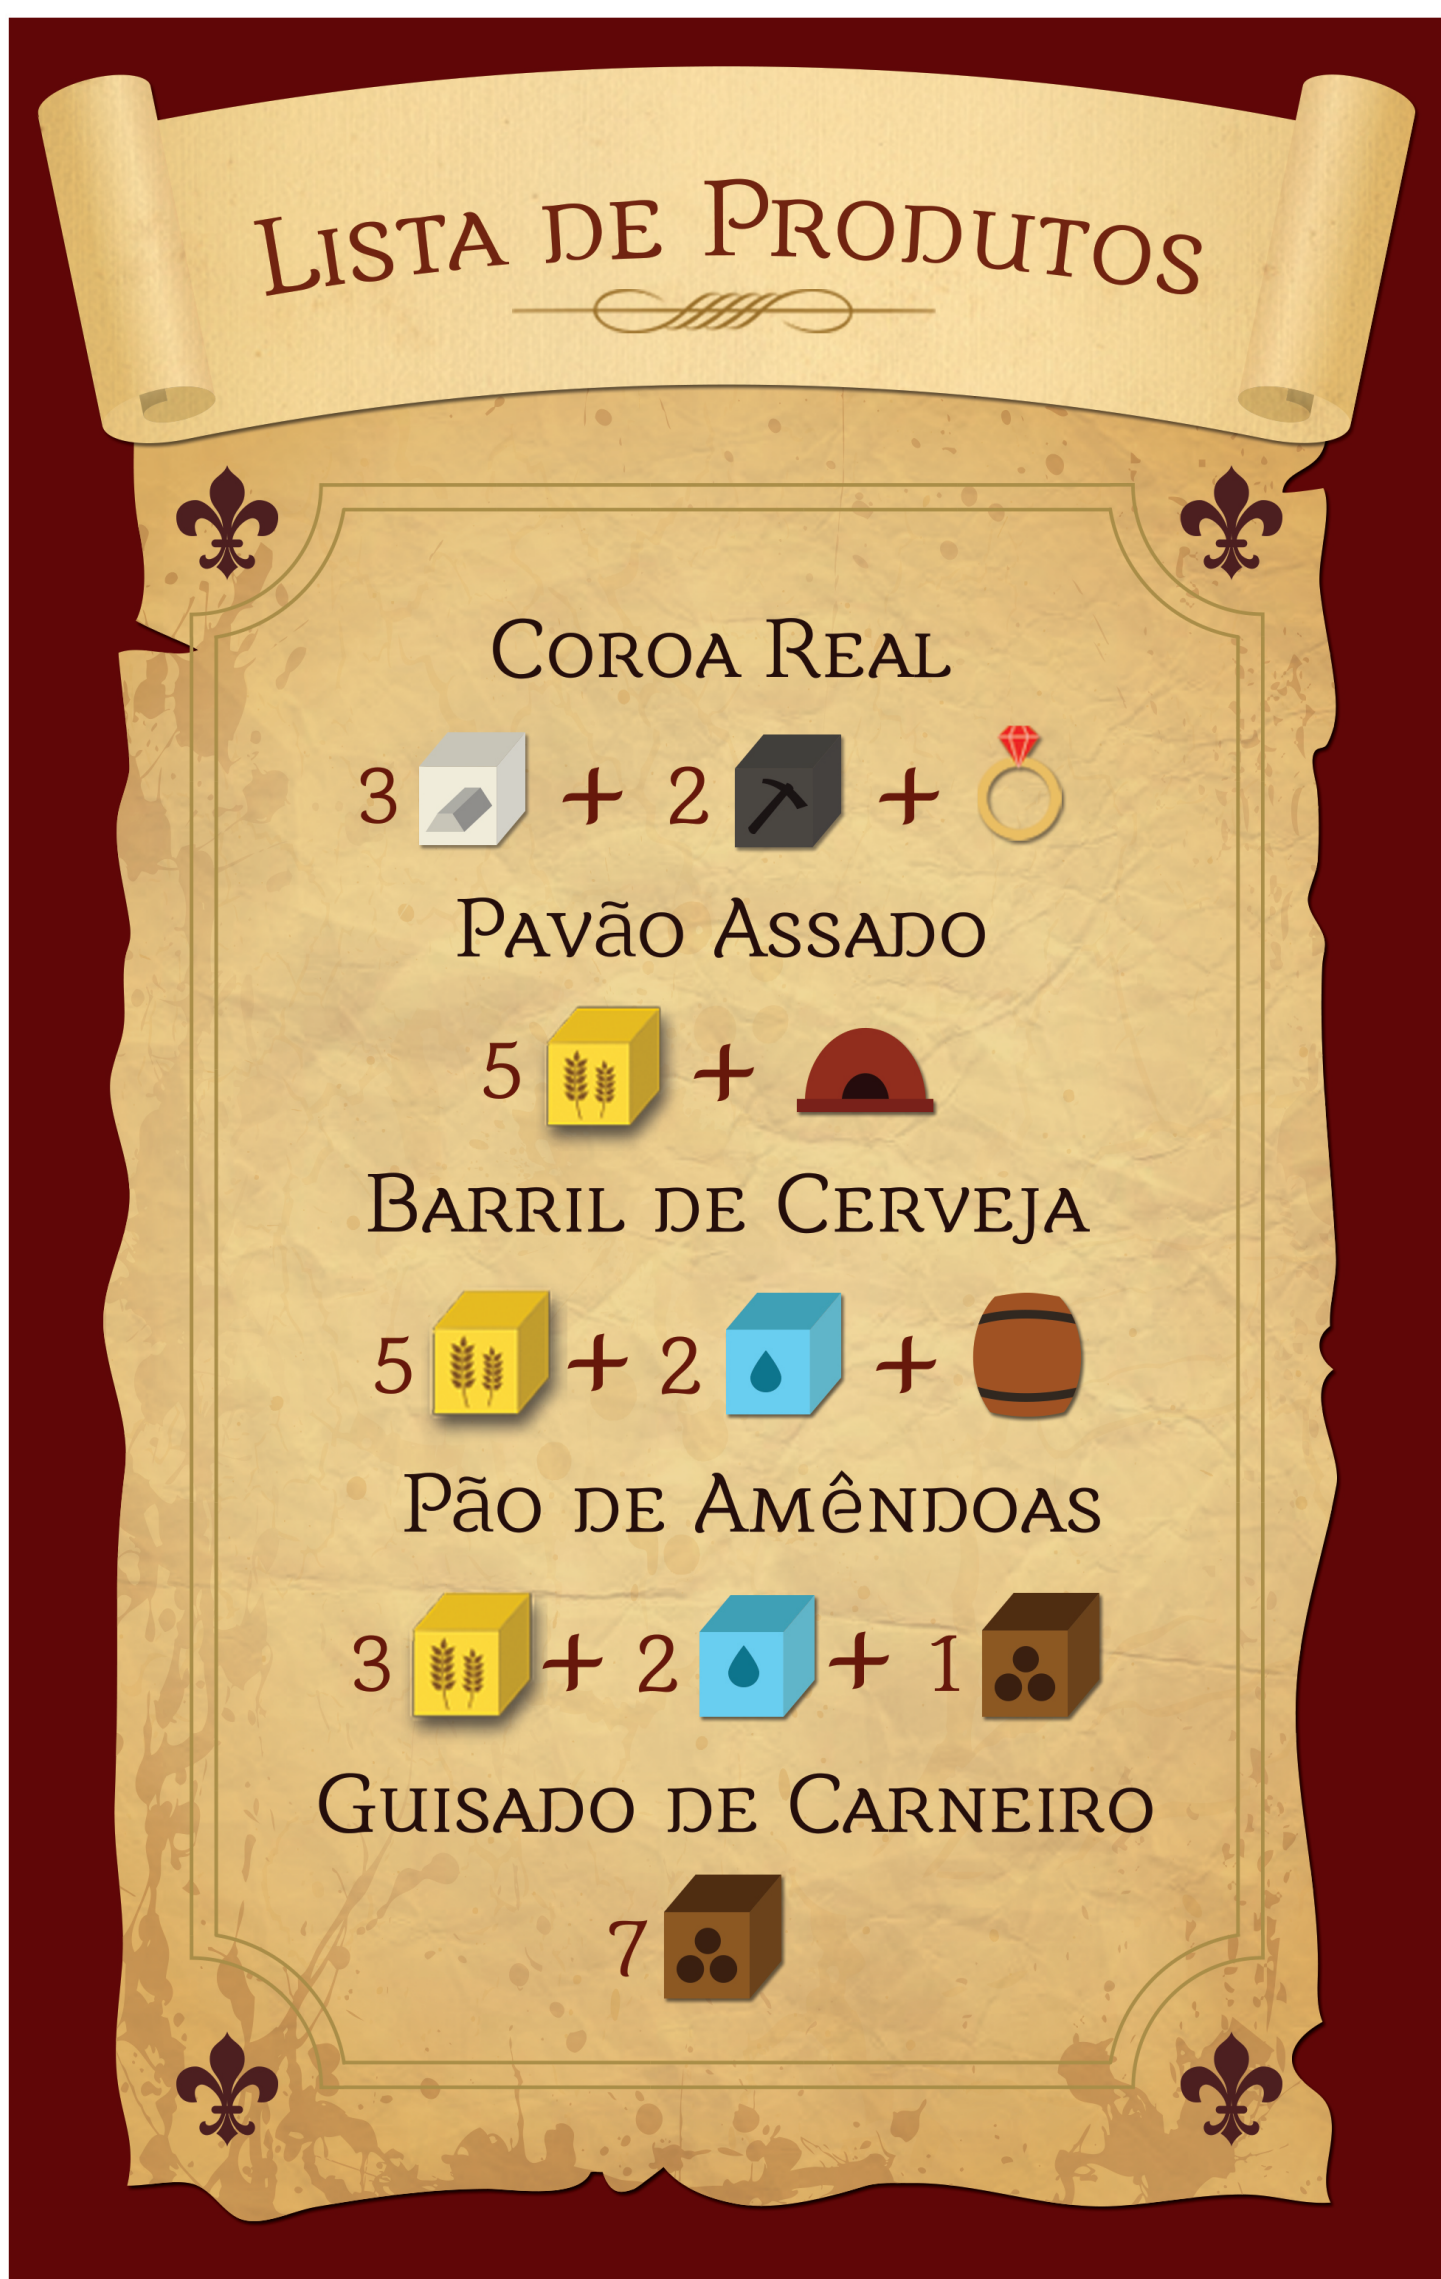 Lista de Produtos
Coroa Real
3 + 2 +
Pavão Assado
5 +
Barril de Cerveja
5 + 2 +
Pão de Amêndoas
3 + 2 + 1
Guisado de Carneiro
7